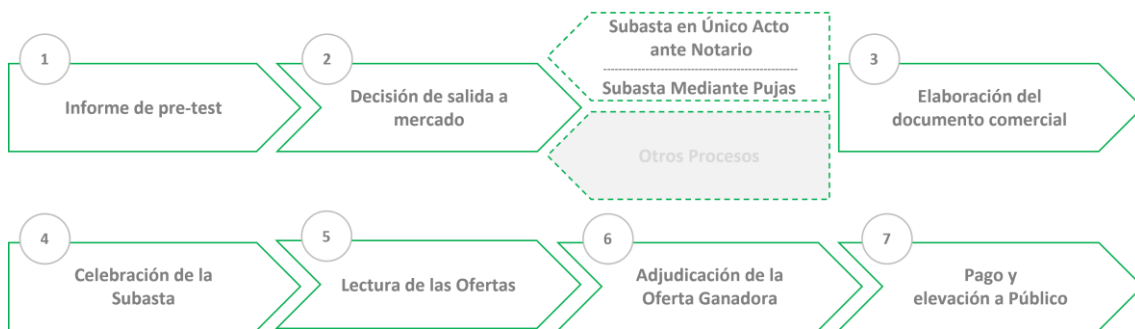 1
Informe de pre-test
2
Decisión de salida a
mercado
Subasta en Único Acto
ante Notario
Subasta Mediante Pujas
Otros Procesos
3
Elaboración del
documento comercial
4
Celebración de la
Subasta
5
Lectura de las Ofertas
6
Adjudicación de la
Oferta Ganadora
7
Pago y
elevación a Público